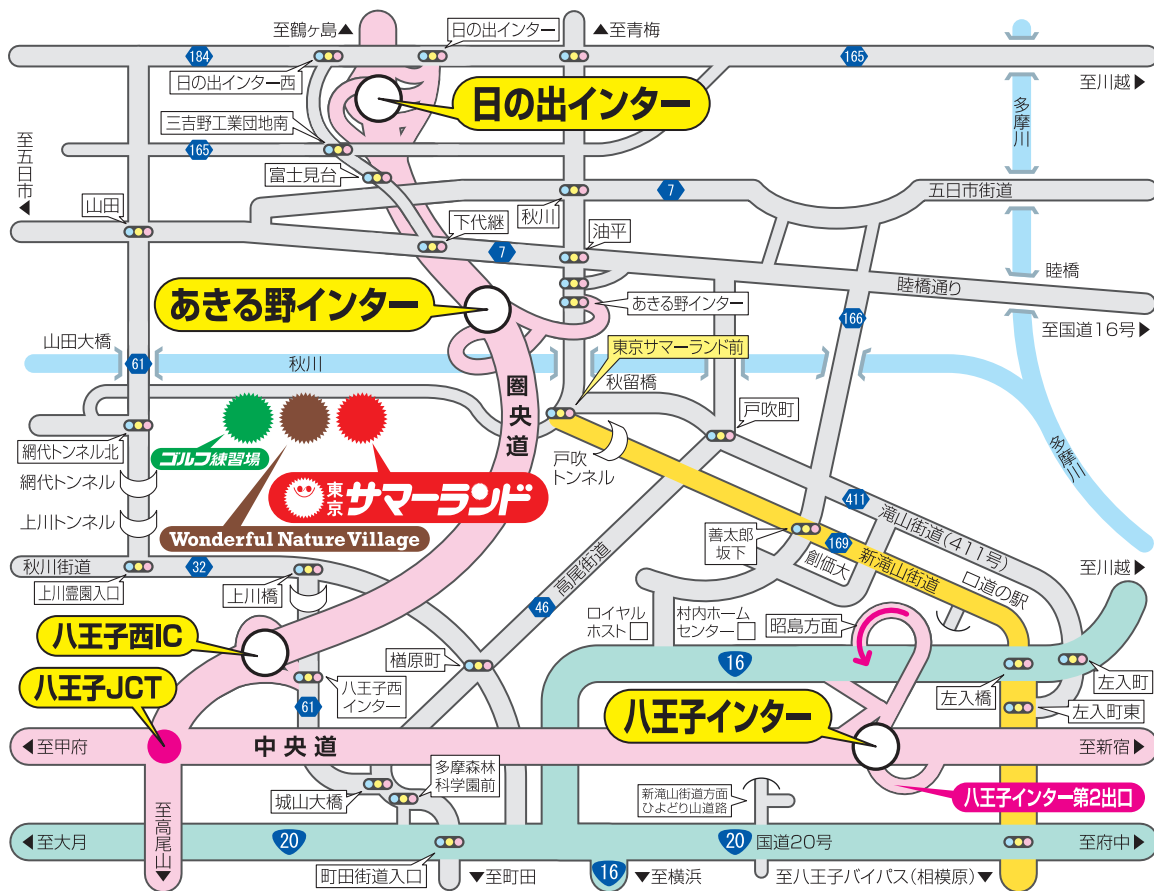 至鶴ヶ島▲
日の出インター
▲至青梅
184
165
日の出インター西
至川越▶
日の出インター
多摩川
三吉野工業団地南
165
至五日市◀
富士見台
山田
7
五日市街道
秋川
下代継
油平
7
睦橋
睦橋通り
あきる野インター
あきる野インター
166
至国道16号▶
山田大橋
61
秋川
東京サマーランド前
圏央道
秋留橋
戸吹町
網代トンネル北
ゴルフ練習場
戸吹
トンネル
多摩川
網代トンネル
東京サマーランド
411
滝山街道(411号)
上川トンネル
Wonderful Nature Village
善太郎
坂下
169
新滝山街道
創価大
秋川街道
32
高尾街道
至川越▶
上川霊園入口
上川橋
46
口道の駅
ロイヤル
ホスト
村内ホーム
センター
昭島方面
八王子西IC
楢原町
16
左入橋
左入町
八王子JCT
八王子西
インター
61
左入町東
八王子インター
◀至甲府
中央道
至新宿▶
多摩森林
科学園前
城山大橋
新滝山街道方面
ひよどり山道路
八王子インター第2出口
至高尾山▼
◀至大月
20
20
国道20号
至府中▶
町田街道入口
▼至町田
16
▼至横浜
至八王子バイパス(相模原)▼